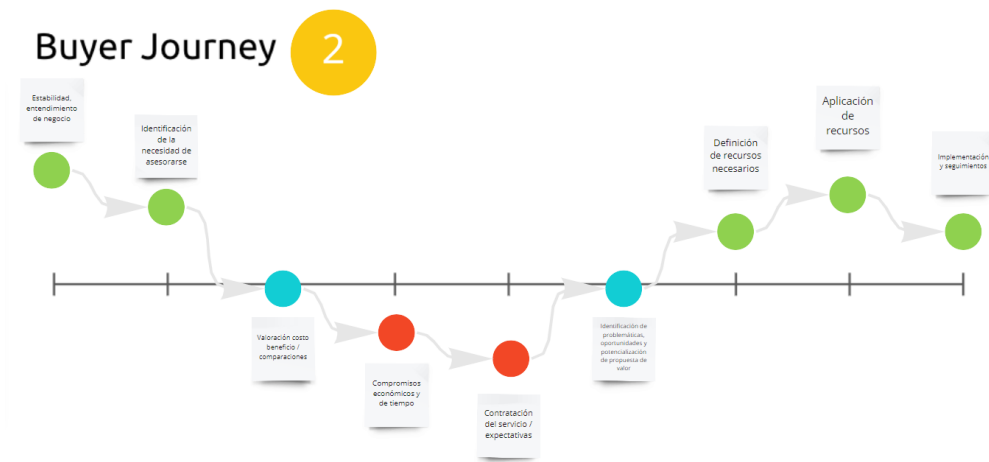 Buyer Journey 2
Estabilidad,
entendimiento
de negocio
Identificación
de la
necesidad de
asesorarse
Valoración costo
beneficio /
comparaciones
Compromisos
económicos y
de tiempo
Contratación
del servicio /
expectativas
Identificación de
problemáticas,
oportunidades y
potencialización
de propuesta de
valor
Definición
de recursos
necesarios
Aplicación
de
recursos
Implementación
y seguimientos